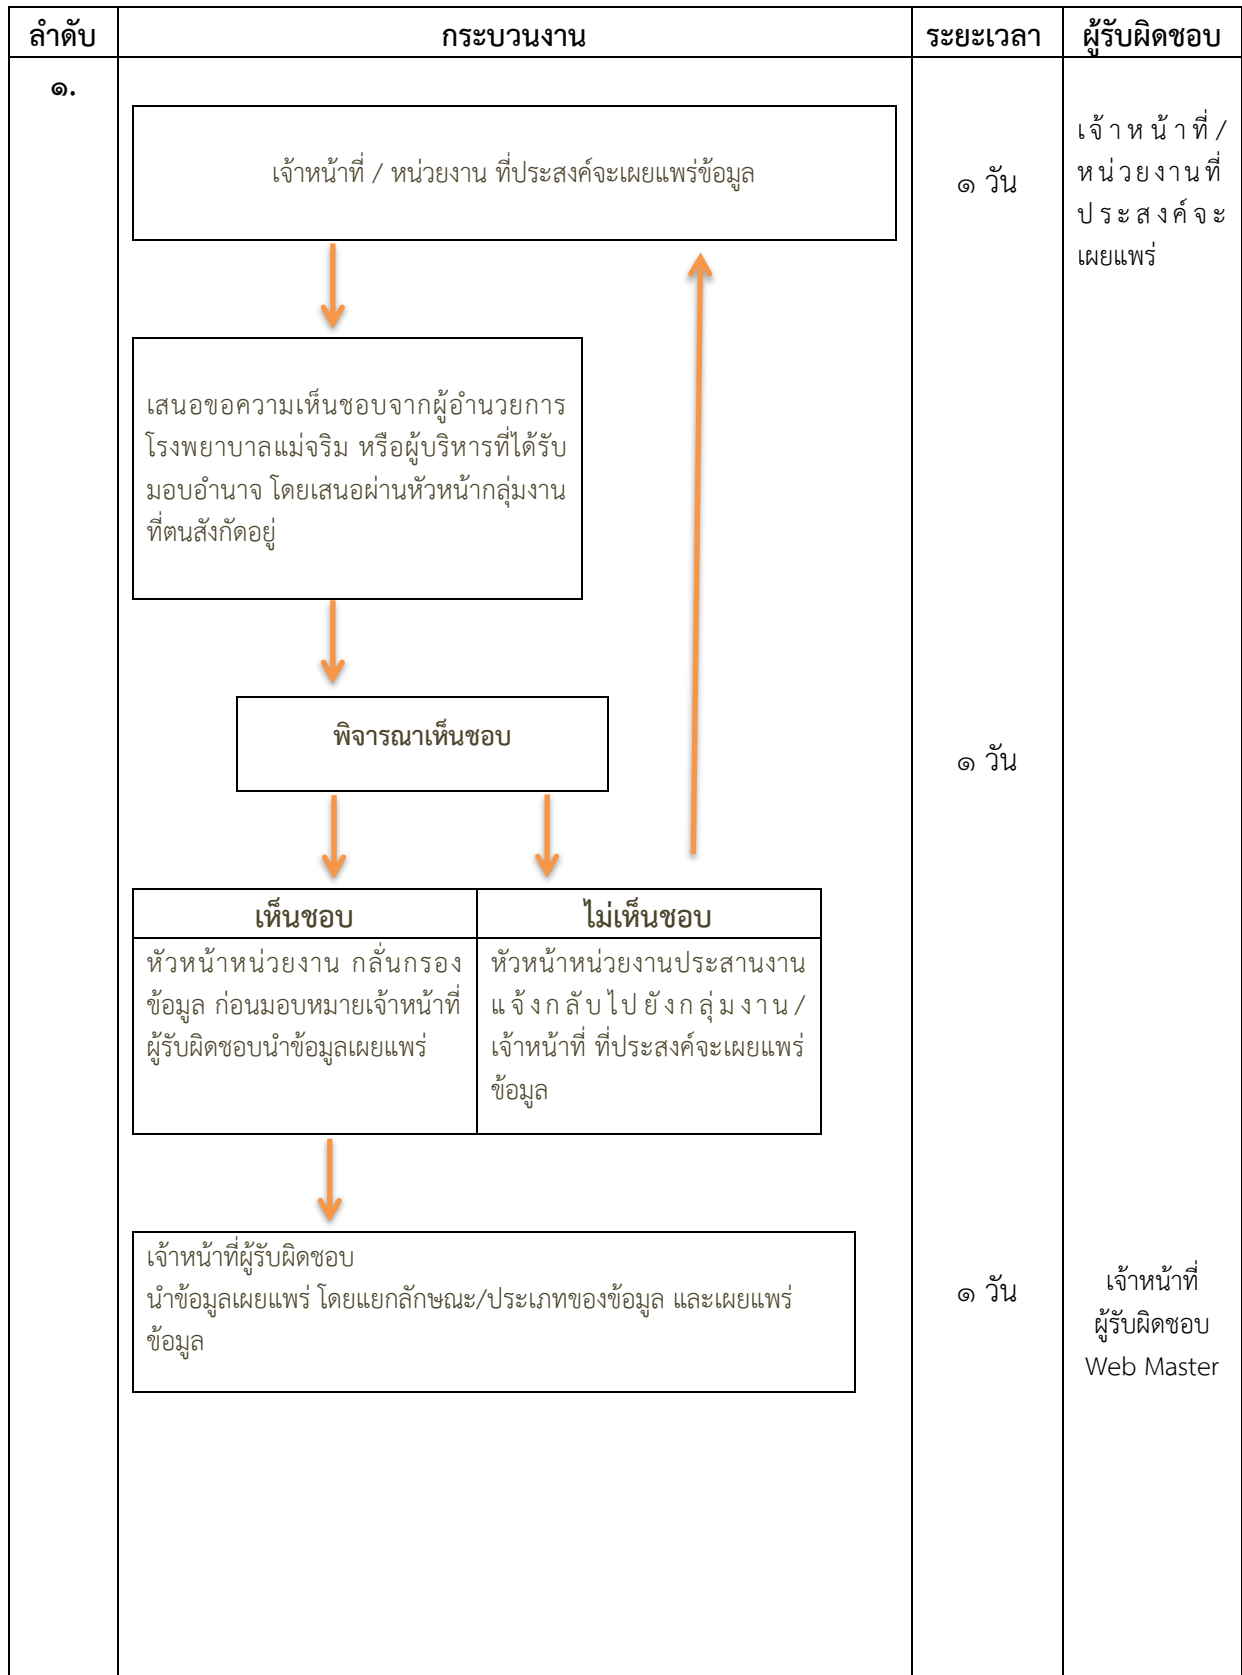 ลำดับ กระบวนงาน ระยะเวลา ผู้รับผิดชอบ
๑.
เจ้าหน้าที่ / หน่วยงาน ที่ประสงค์จะเผยแพร่ข้อมูล
๑ วัน
เจ้าหน้าที่/
หน่วยงานที่
ประสงค์จะ
เผยแพร่
เสนอขอความเห็นชอบจากผู้อำนวยการ
โรงพยาบาลแม่จริม หรือผู้บริหารที่ได้รับ
มอบอำนาจ โดยเสนอผ่านหัวหน้ากลุ่มงาน
ที่ตนสังกัดอยู่
พิจารณาเห็นชอบ
๑ วัน
เห็นชอบ
หัวหน้าหน่วยงาน กลั่นกรอง
ข้อมูล ก่อนมอบหมายเจ้าหน้าที่
ผู้รับผิดชอบนำข้อมูลเผยแพร่
ไม่เห็นชอบ
หัวหน้าหน่วยงานประสานงาน
แจ้งกลับไปยังกลุ่มงาน/
เจ้าหน้าที่ ที่ประสงค์จะเผยแพร่
ข้อมูล
เจ้าหน้าที่ผู้รับผิดชอบ
นำข้อมูลเผยแพร่ โดยแยกลักษณะ/ประเภทของข้อมูล และเผยแพร่
ข้อมูล
๑ วัน
เจ้าหน้าที่
ผู้รับผิดชอบ
Web Master